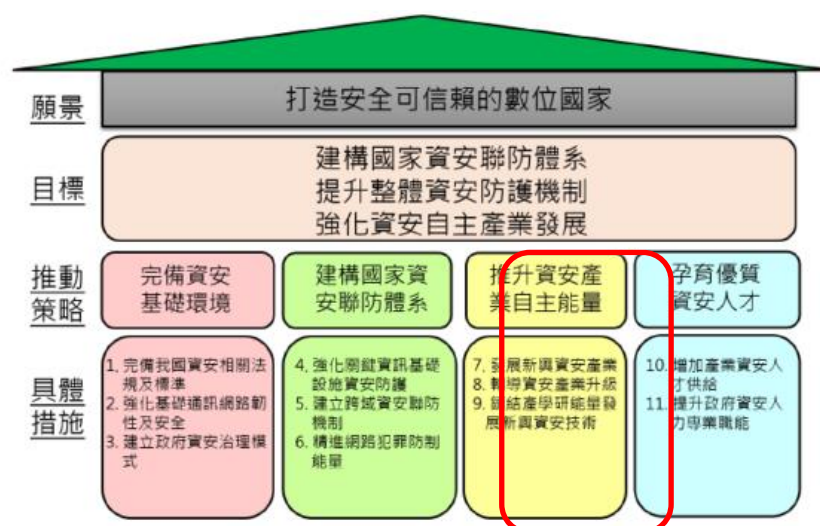 願景
打造安全可信賴的數位國家
目標
建構國家資安聯防體系
提升整體資安防護機制
強化資安自主產業發展
推動
策略
完備資安
基礎環境
建構國家資
安聯防體系
推升資安產
業自主能量
孕育優質
資安人才
具體
措施
1. 完備我國資安相關法
規及標準
2. 強化基礎通訊網路韌
性及安全
3. 建立政府資安治理模
式
4. 強化關鍵資訊基礎
設施資安防護
5. 建立跨域資安聯防
機制
6. 精進網路犯罪防制
能量
7. 發展新興資安產業
8. 輔導資安產業升級
9. 鏈結產學研能量發
展新興資安技術
10. 增加產業資安人
才供給
11. 提升政府資安人
力專業職能